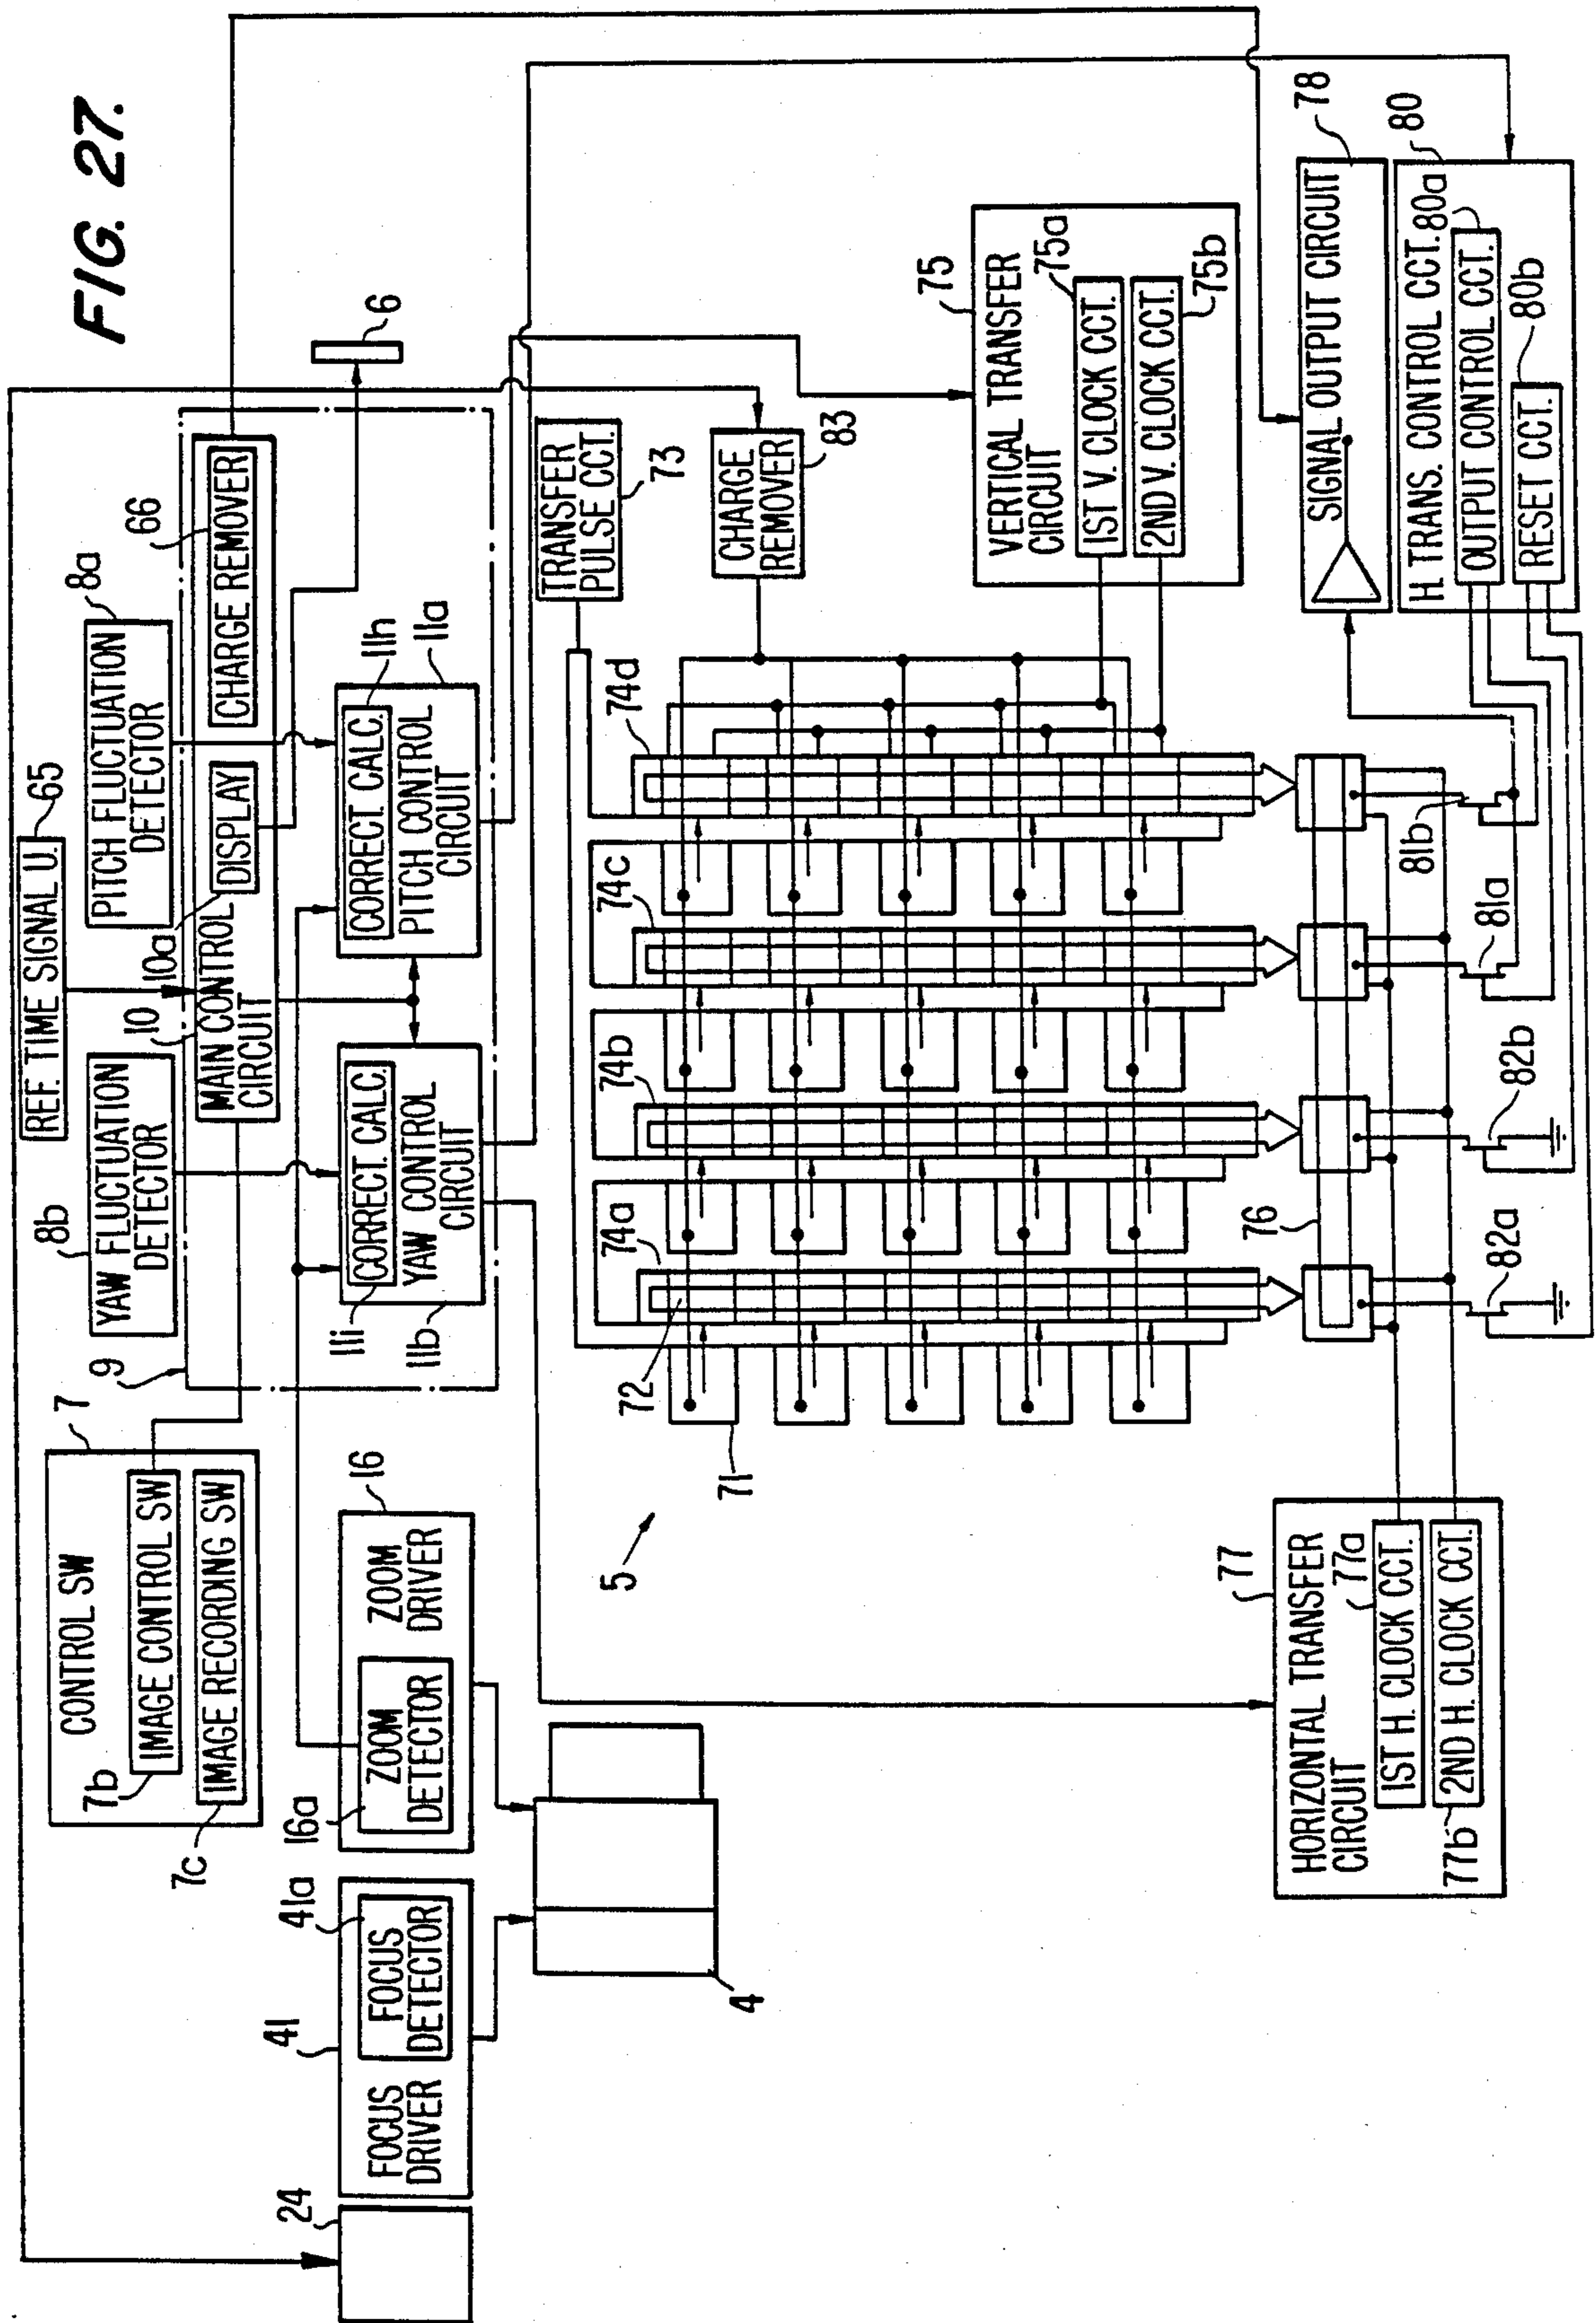 FIG. 27.
24
FOCUS
DRIVER
FOCUS
DETECTOR
41
41a
4
CONTROL SW
7
IMAGE CONTROL SW
7b
IMAGE RECORDING SW
7c
ZOOM
DETECTOR
16a
ZOOM
DRIVER
16
9
YAW FLUCTUATION
DETECTOR
8b
REF. TIME SIGNAL U.
65
PITCH FLUCTUATION
DETECTOR
8a
10
MAIN CONTROL
CIRCUIT
10a
DISPLAY
CHARGE REMOVER
66
6
CORRECT. CALC.
YAW CONTROL
CIRCUIT
11i
11b
CORRECT CALC.
PITCH CONTROL
CIRCUIT
11h
11a
TRANSFER
PULSE CCT.
73
CHARGE
REMOVER
83
5
71
72
74a
74b
74c
74d
VERTICAL TRANSFER
CIRCUIT
75
1ST V. CLOCK CCT.
75a
2ND V. CLOCK CCT.
75b
HORIZONTAL TRANSFER
CIRCUIT
77
1ST H. CLOCK CCT.
77a
2ND H. CLOCK CCT.
77b
76
82a
82b
81a
81b
SIGNAL OUTPUT CIRCUIT
78
H. TRANS. CONTROL CCT.
80
OUTPUT CONTROL CCT.
80a
RESET CCT.
80b